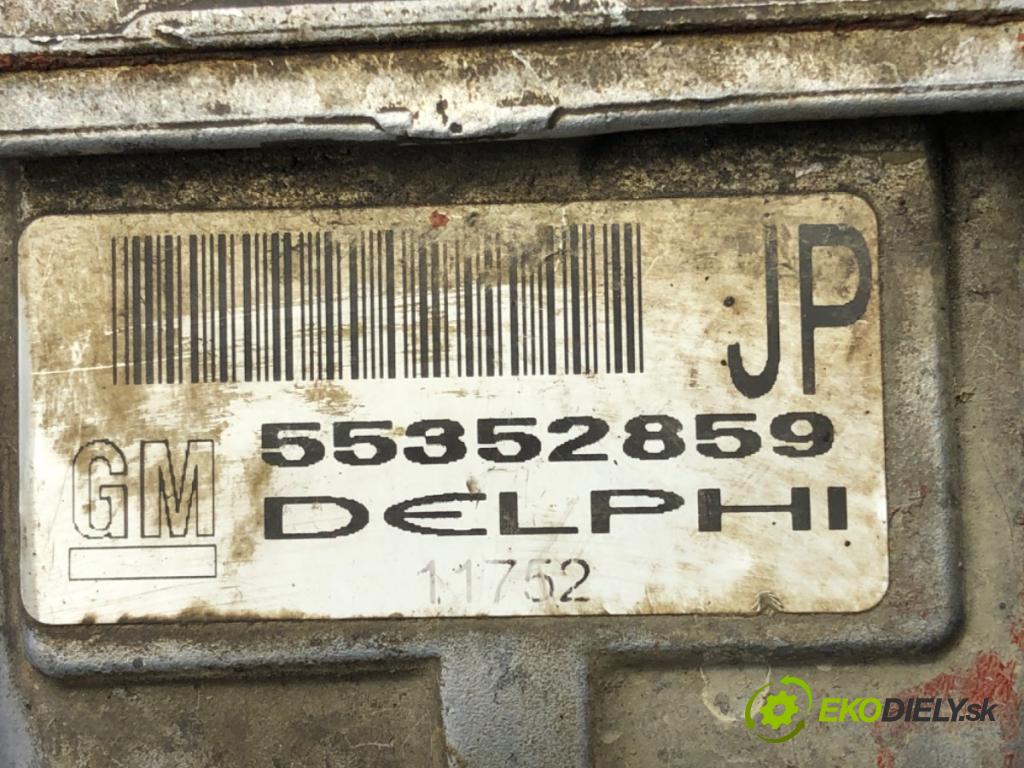 JP
55352859
GM
DELPHI
11752
EKODIELY.sk